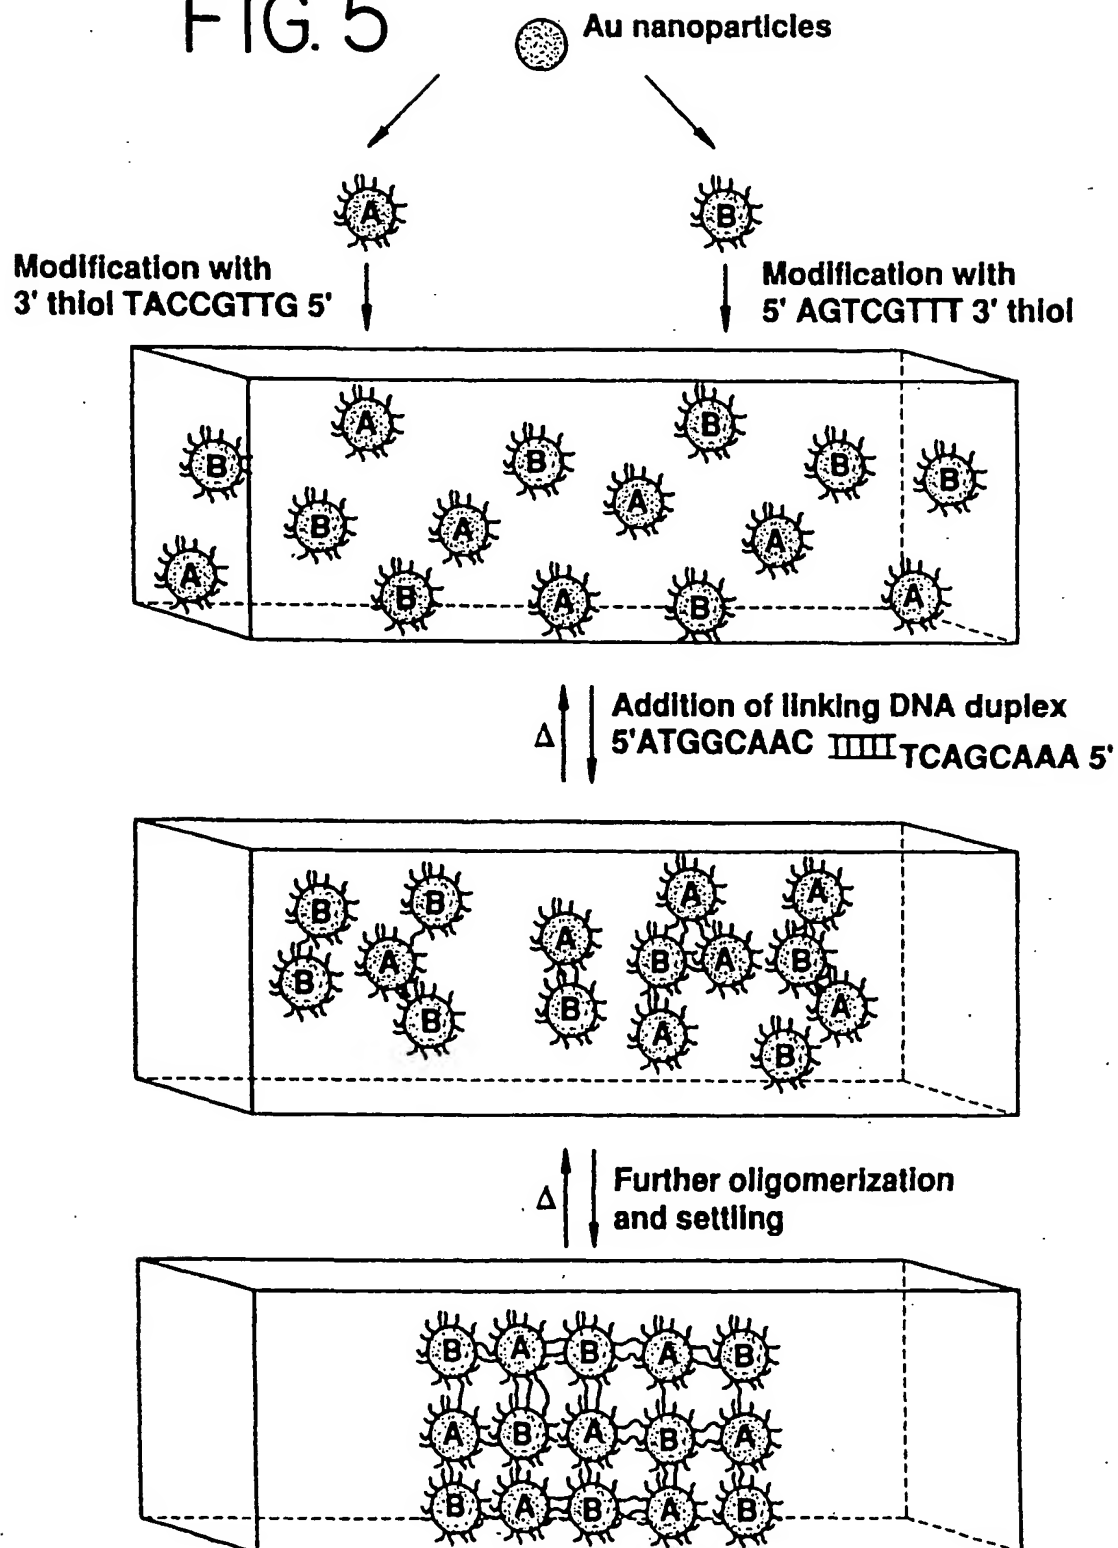 FIG. 5
Au nanoparticles
A
B
Modification with
3' thiol TACCGTTG 5'
Modification with
5' AGTCGTTT 3' thiol
A
B
B
B
B
B
B
A
A
A
A
B
A
B
A
Δ
Addition of linking DNA duplex
5'ATGGCAAC
TCAGCAAA 5'
B
B
A
A
A
B
A
B
A
B
B
B
A
A
B
Δ
Further oligomerization
and settling
B A B A B
A B A B A
B A B A B